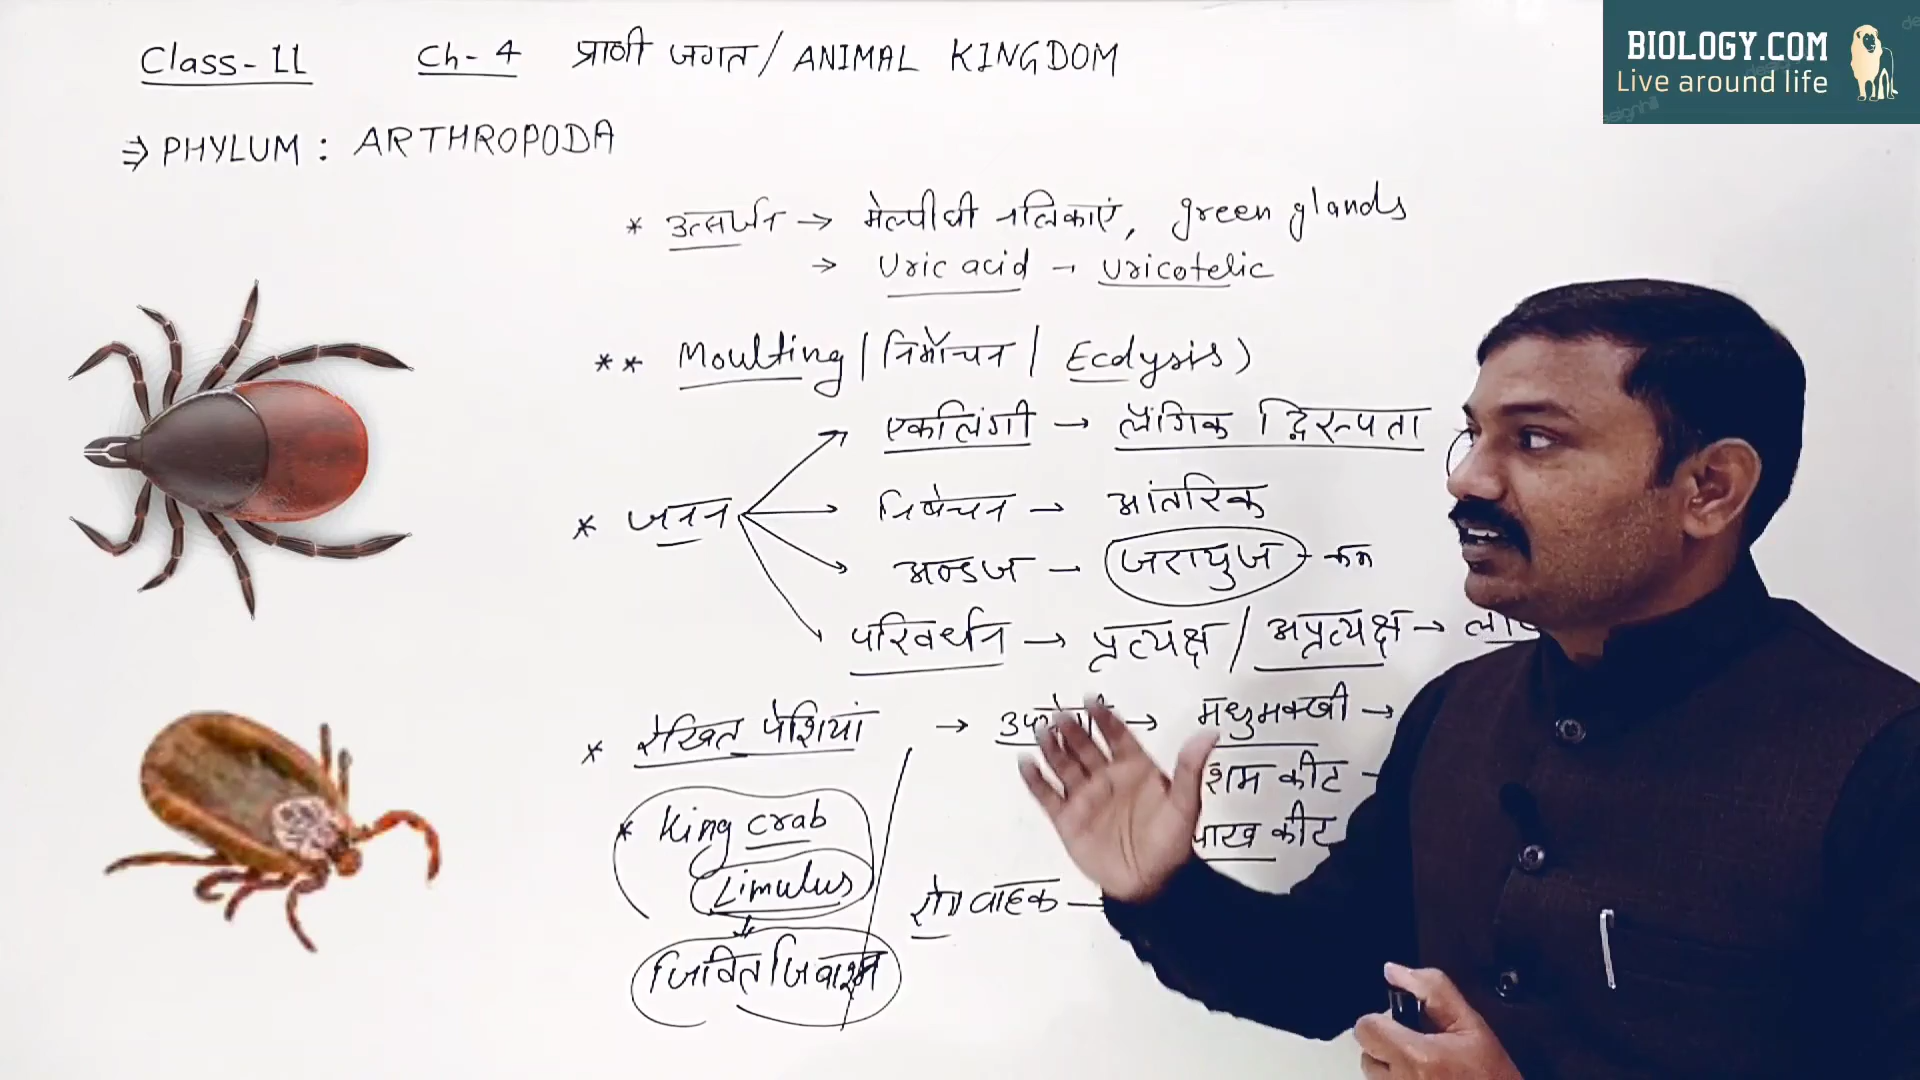 Class-11 Ch-4 प्राणी जगत / ANIMAL KINGDOM
BIOLOGY.COM
Live around life
⇒ PHYLUM : ARTHROPODA
* उत्सर्जन → मेल्पीघी नलिकाएं, green glands
→ Uric acid → Uricotelic
** Moulting / निर्मोचन / Ecdysis)
एकलिंगी → लैंगिक द्विरूपता
* जनन
निषेचन → आंतरिक
अन्डज – जरायुज – कम
परिवर्धन → प्रत्यक्ष / अप्रत्यक्ष →
* रेखित पेशियां → → मधुमक्खी →
कीट –
* King crab कीट
Limulus
रोग वाहक –
जिवित जिवाश्म